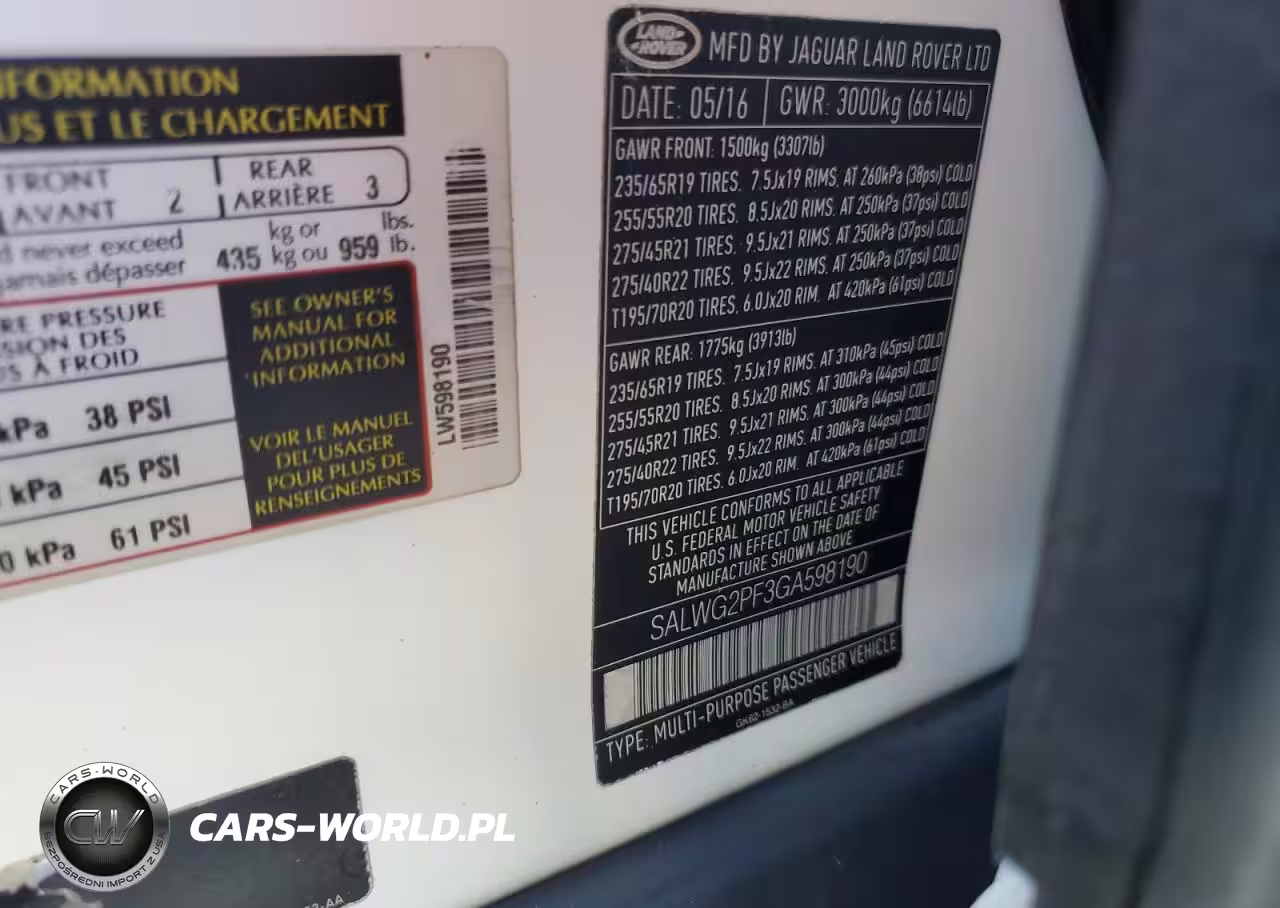 INFORMATION
US ET LE CHARGEMENT
FRONT
AVANT 2
REAR
ARRIÈRE 3
never exceed
jamais dépasser
435 kg or
kg ou 959 lbs.
lb.
PRESSURE
DES
À FROID
kPa 38 PSI
kPa 45 PSI
0 kPa 61 PSI
SEE OWNER'S
MANUAL FOR
ADDITIONAL
INFORMATION
VOIR LE MANUEL
DEL'USAGER
POUR PLUS DE
RENSEIGNEMENTS
LW598190
LAND
ROVER
MFD BY JAGUAR LAND ROVER LTD
DATE: 05/16 GWR: 3000kg (6614lb)
GAWR FRONT: 1500kg (3307lb)
235/65R19 TIRES. 7.5Jx19 RIMS. AT 260kPa (38psi) COLD
255/55R20 TIRES. 8.5Jx20 RIMS. AT 250kPa (37psi) COLD
275/45R21 TIRES. 9.5Jx21 RIMS. AT 250kPa (37psi) COLD
275/40R22 TIRES. 9.5Jx22 RIMS. AT 250kPa (37psi) COLD
T195/70R20 TIRES. 6.0Jx20 RIM. AT 420kPa (61psi) COLD
GAWR REAR: 1775kg (3913lb)
235/65R19 TIRES. 7.5Jx19 RIMS. AT 310kPa (45psi) COLD
255/55R20 TIRES. 8.5Jx20 RIMS. AT 300kPa (44psi) COLD
275/45R21 TIRES. 9.5Jx21 RIMS. AT 300kPa (44psi) COLD
275/40R22 TIRES. 9.5Jx22 RIMS. AT 300kPa (44psi) COLD
T195/70R20 TIRES. 6.0Jx20 RIM. AT 420kPa (61psi) COLD
THIS VEHICLE CONFORMS TO ALL APPLICABLE
U.S. FEDERAL MOTOR VEHICLE SAFETY
STANDARDS IN EFFECT ON THE DATE OF
MANUFACTURE SHOWN ABOVE
SALWG2PF3GA598190
TYPE: MULTI-PURPOSE PASSENGER VEHICLE
GK62-1532-BA
CARS-WORLD
CW
BEZPOŚREDNI IMPORT Z USA
CARS-WORLD.PL
-AA